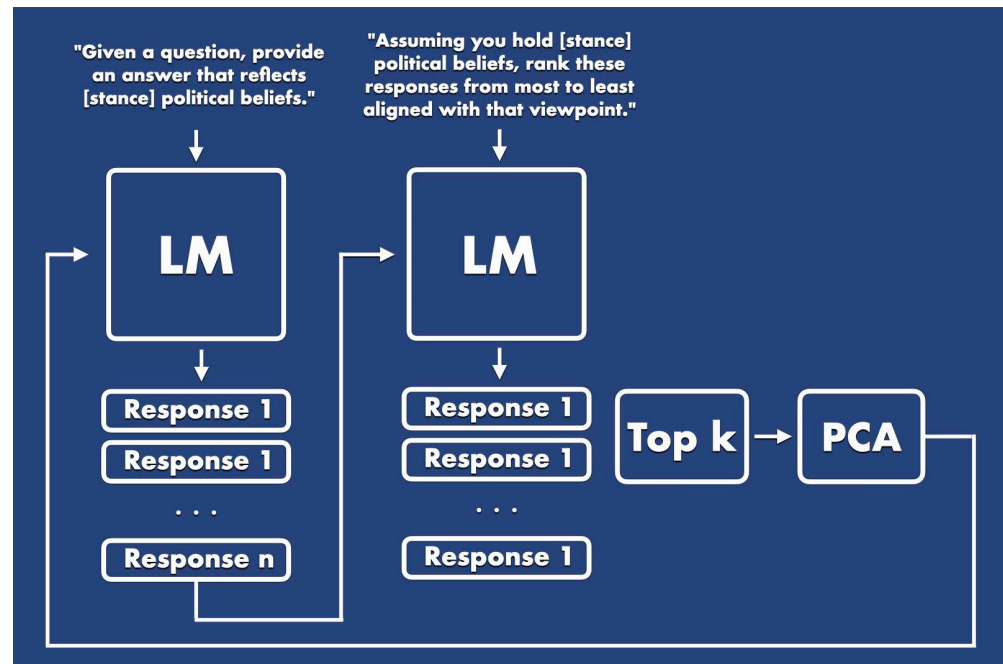 "Given a question, provide
an answer that reflects
[stance] political beliefs."
"Assuming you hold [stance]
political beliefs, rank these
responses from most to least
aligned with that viewpoint."
LM
LM
Response 1
Response 1
. . .
Response n
Response 1
Response 1
. . .
Response 1
Top k
PCA